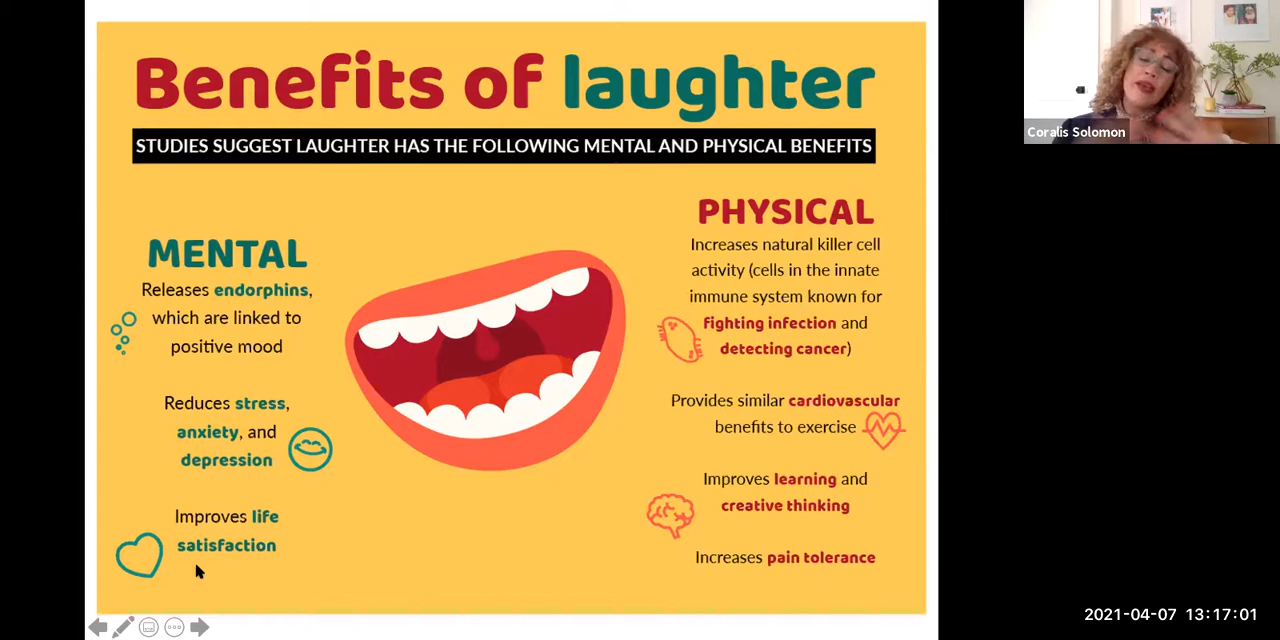 Benefits of laughter
STUDIES SUGGEST LAUGHTER HAS THE FOLLOWING MENTAL AND PHYSICAL BENEFITS
MENTAL
Releases endorphins,
which are linked to
positive mood
Reduces stress,
anxiety, and
depression
Improves life
satisfaction
PHYSICAL
Increases natural killer cell
activity (cells in the innate
immune system known for
fighting infection and
detecting cancer)
Provides similar cardiovascular
benefits to exercise
Improves learning and
creative thinking
Increases pain tolerance
Coralis Solomon
2021-04-07 13:17:01